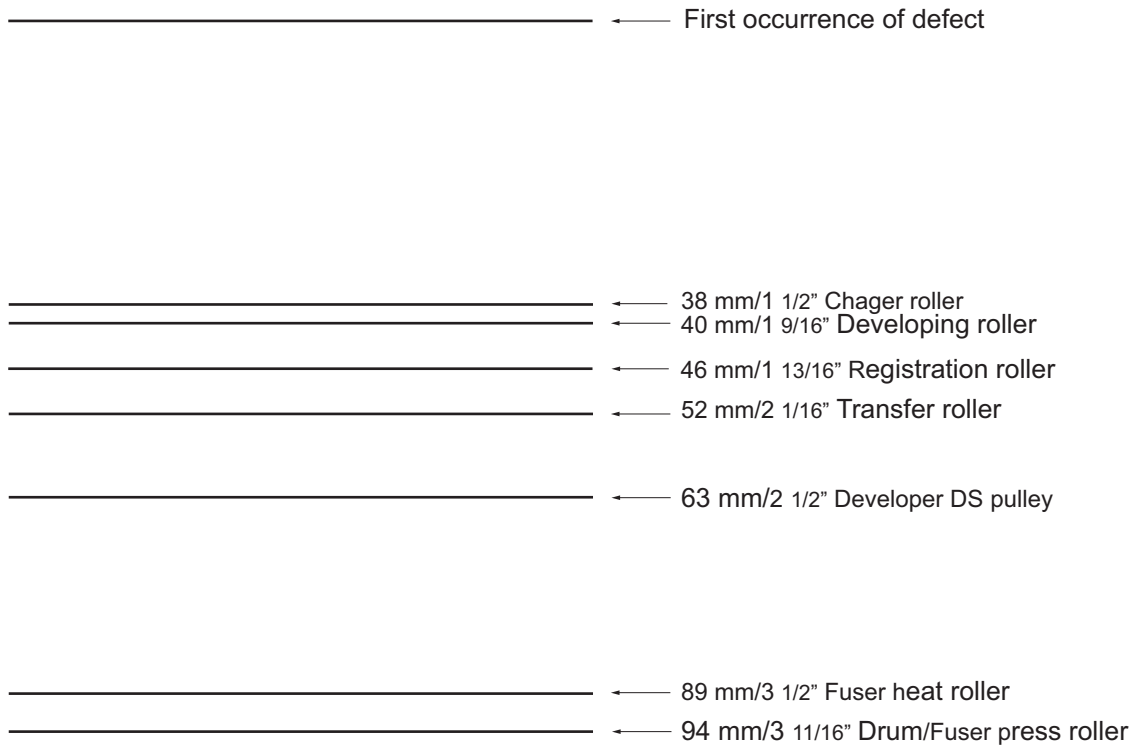 First occurrence of defect
38 mm/1 1/2” Chager roller
40 mm/1 9/16” Developing roller
46 mm/1 13/16” Registration roller
52 mm/2 1/16” Transfer roller
63 mm/2 1/2” Developer DS pulley
89 mm/3 1/2” Fuser heat roller
94 mm/3 11/16” Drum/Fuser press roller